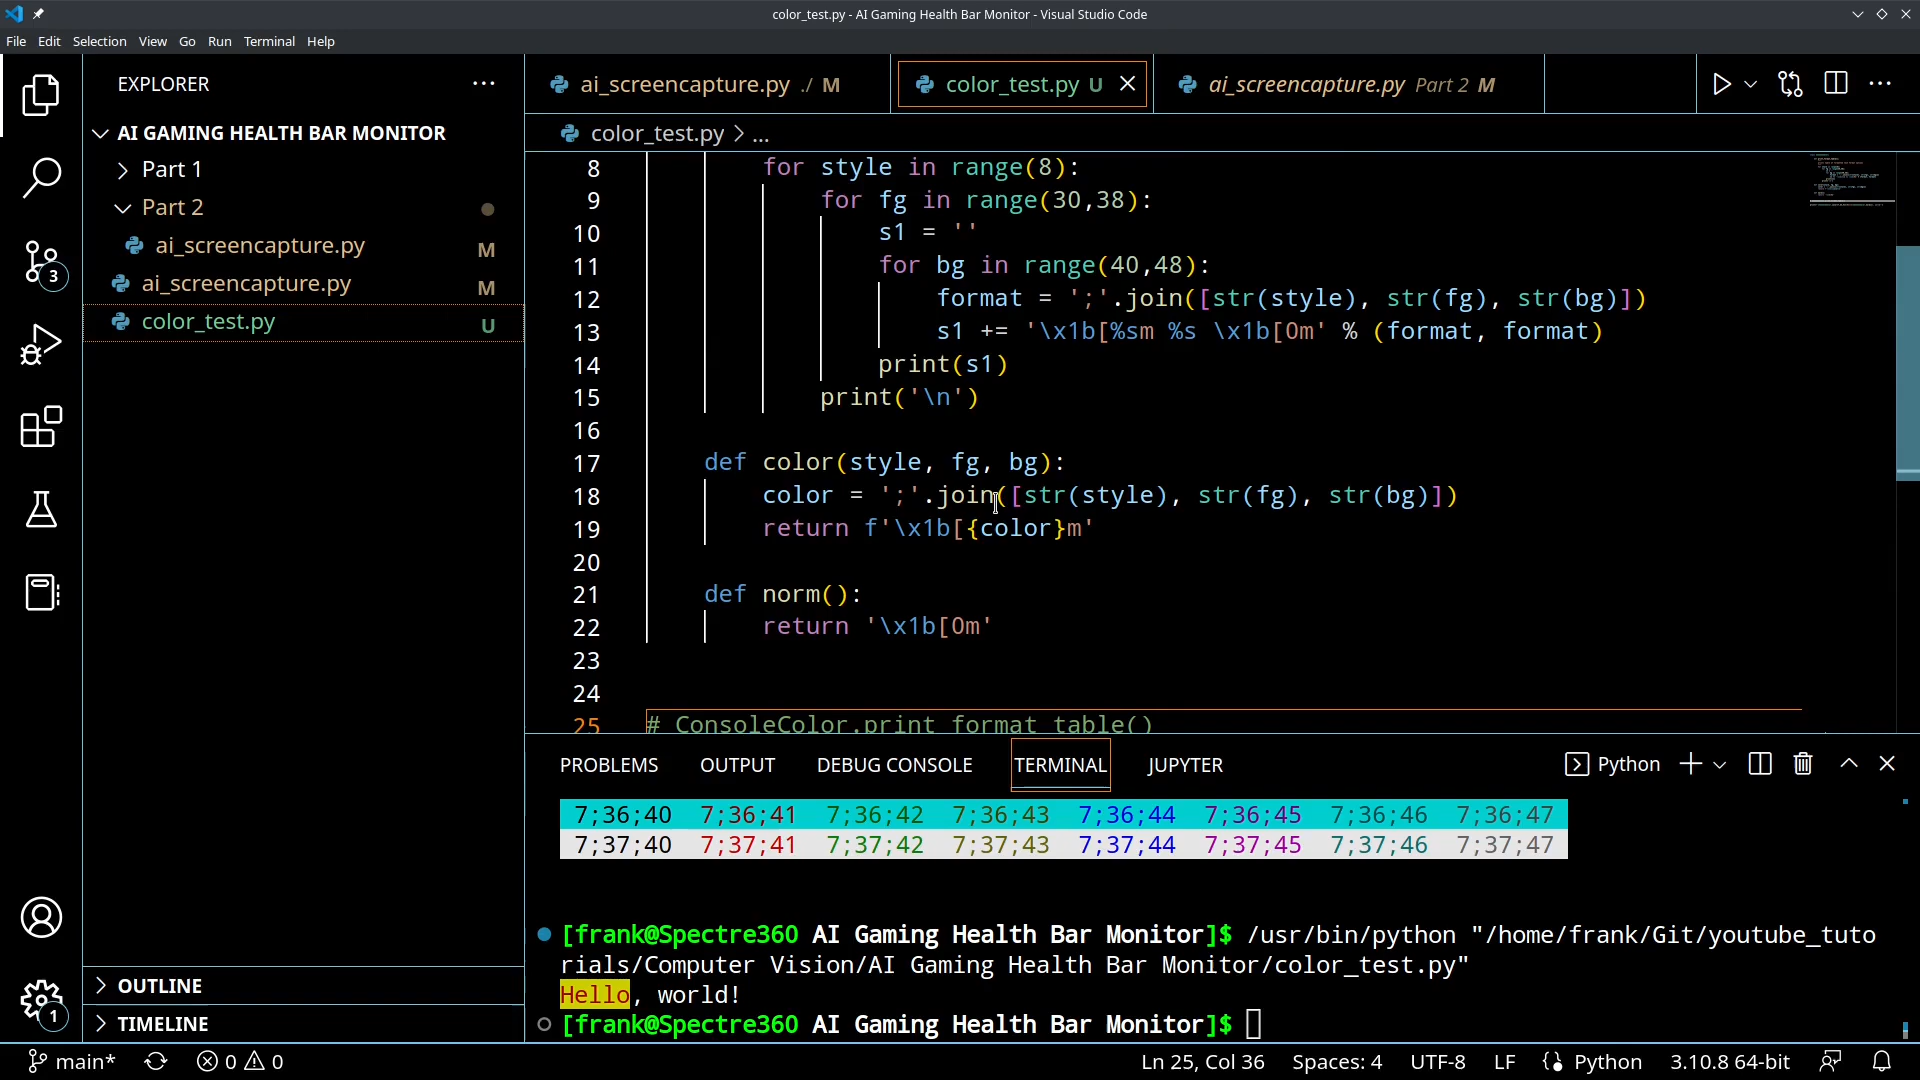 color_test.py - AI Gaming Health Bar Monitor - Visual Studio Code
File Edit Selection View Go Run Terminal Help
EXPLORER
AI GAMING HEALTH BAR MONITOR
Part 1
Part 2
ai_screencapture.py M
ai_screencapture.py M
color_test.py U
OUTLINE
TIMELINE
3
1
ai_screencapture.py ./ M
color_test.py U
ai_screencapture.py Part 2 M
color_test.py > ...
8 for style in range(8):
9 for fg in range(30,38):
10 s1 = ''
11 for bg in range(40,48):
12 format = ';'.join([str(style), str(fg), str(bg)])
13 s1 += '\x1b[%sm %s \x1b[0m' % (format, format)
14 print(s1)
15 print('\n')
16
17 def color(style, fg, bg):
18 color = ';'.join([str(style), str(fg), str(bg)])
19 return f'\x1b[{color}m'
20
21 def norm():
22 return '\x1b[0m'
23
24
25 # ConsoleColor.print_format_table()
PROBLEMS OUTPUT DEBUG CONSOLE TERMINAL JUPYTER
Python
7;36;40 7;36;41 7;36;42 7;36;43 7;36;44 7;36;45 7;36;46 7;36;47
7;37;40 7;37;41 7;37;42 7;37;43 7;37;44 7;37;45 7;37;46 7;37;47
[frank@Spectre360 AI Gaming Health Bar Monitor]$ /usr/bin/python "/home/frank/Git/youtube_tuto
rials/Computer Vision/AI Gaming Health Bar Monitor/color_test.py"
Hello, world!
[frank@Spectre360 AI Gaming Health Bar Monitor]$
main* 0 0 Ln 25, Col 36 Spaces: 4 UTF-8 LF Python 3.10.8 64-bit